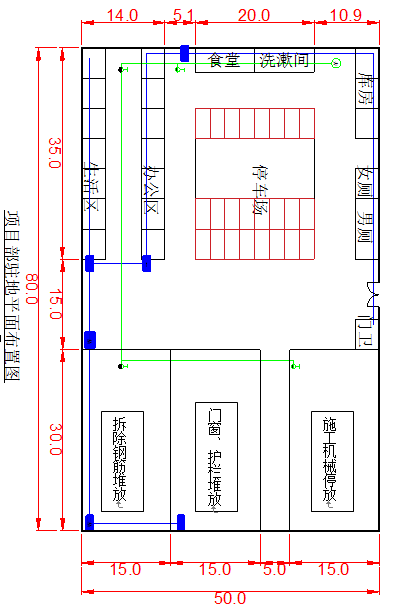 14.0
5.1
20.0
10.9
食堂
洗漱间
库房
35.0
生活区
办公区
停车场
女厕
男厕
项目部驻地平面布置图
80.0
15.0
门卫
30.0
拆除钢筋堆放
门窗、护栏堆放
施工机械停放
15.0
15.0
5.0
15.0
50.0